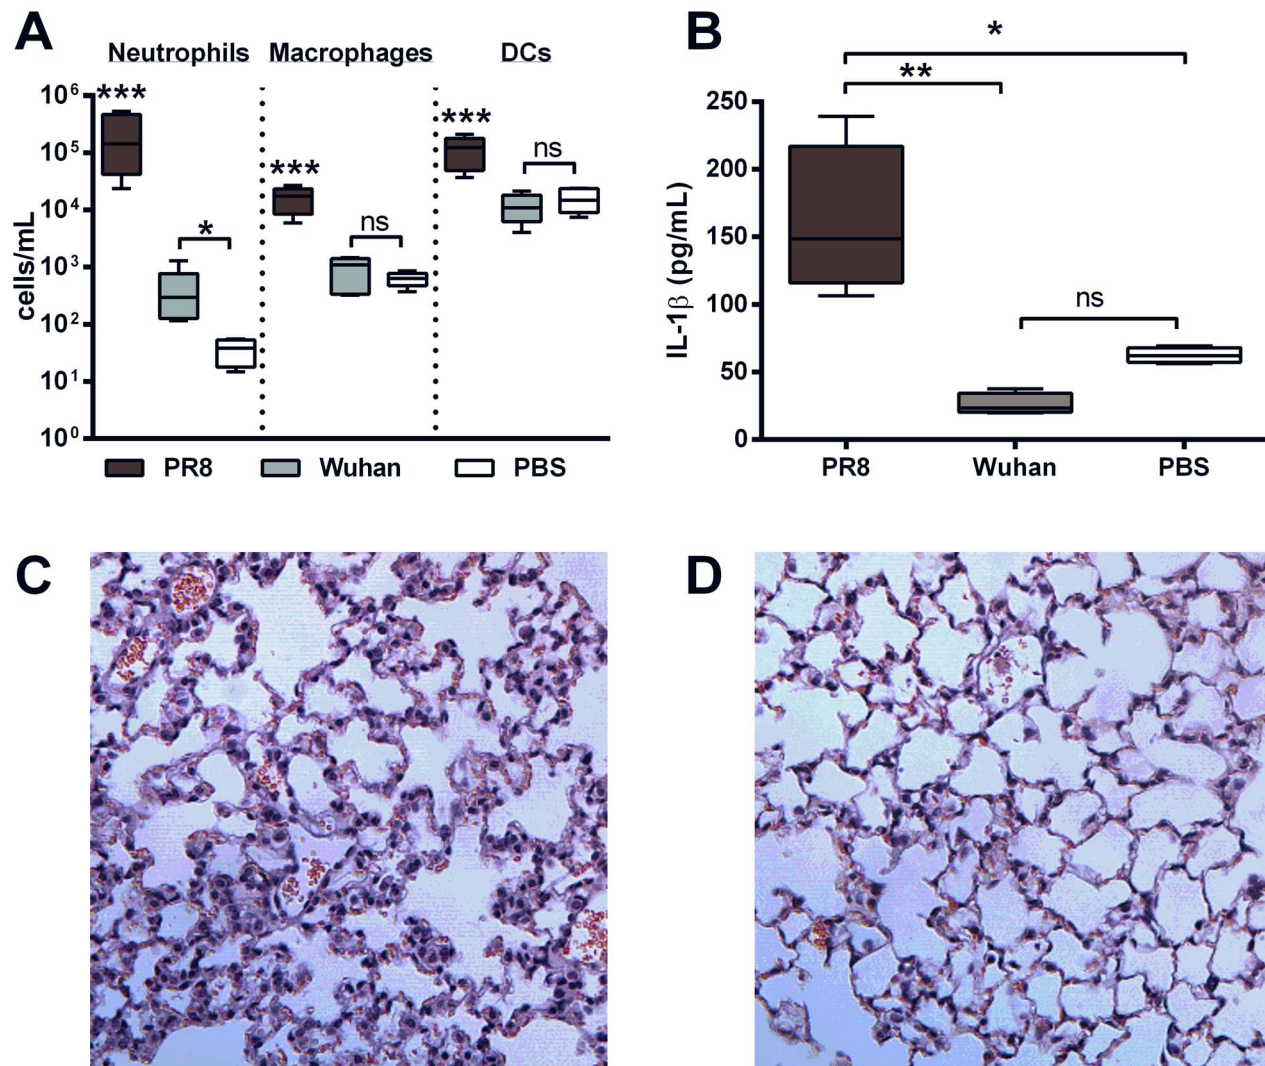 A
Neutrophils Macrophages DCs
10⁶
10⁵
10⁴
10³
10²
10¹
10⁰
cells/mL
***
*
***
ns
***
ns
PR8 Wuhan PBS
B
*
**
ns
250
200
150
100
50
0
IL-1β (pg/mL)
PR8 Wuhan PBS
C
D